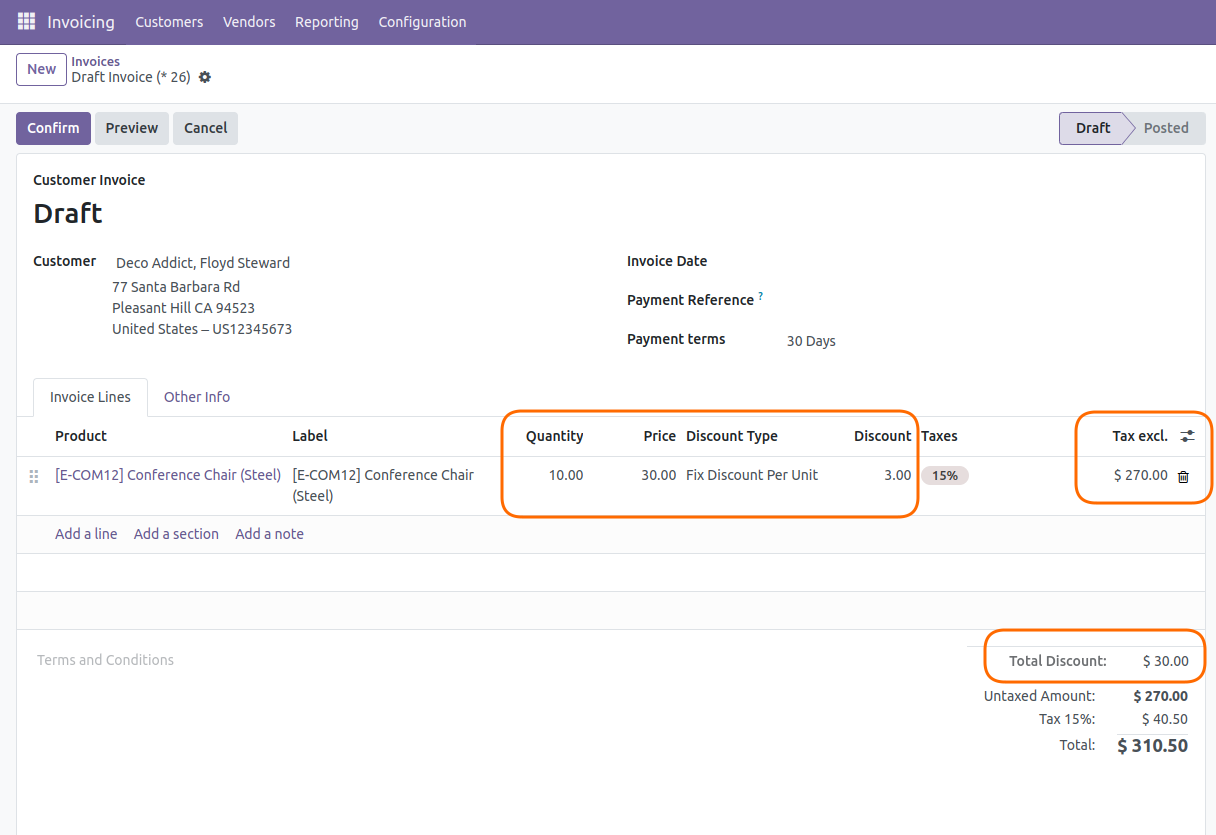 Invoicing Customers Vendors Reporting Configuration
New
Invoices
Draft Invoice (* 26)
Confirm Preview Cancel Draft Posted
Customer Invoice
Draft
Customer Deco Addict, Floyd Steward
77 Santa Barbara Rd
Pleasant Hill CA 94523
United States – US12345673
Invoice Date
Payment Reference ?
Payment terms 30 Days
Invoice Lines Other Info
Product Label Quantity Price Discount Type Discount Taxes Tax excl.
[E-COM12] Conference Chair (Steel) [E-COM12] Conference Chair 10.00 30.00 Fix Discount Per Unit 3.00 15% $ 270.00
(Steel)
Add a line Add a section Add a note
Terms and Conditions
Total Discount: $ 30.00
Untaxed Amount: $ 270.00
Tax 15%: $ 40.50
Total: $ 310.50